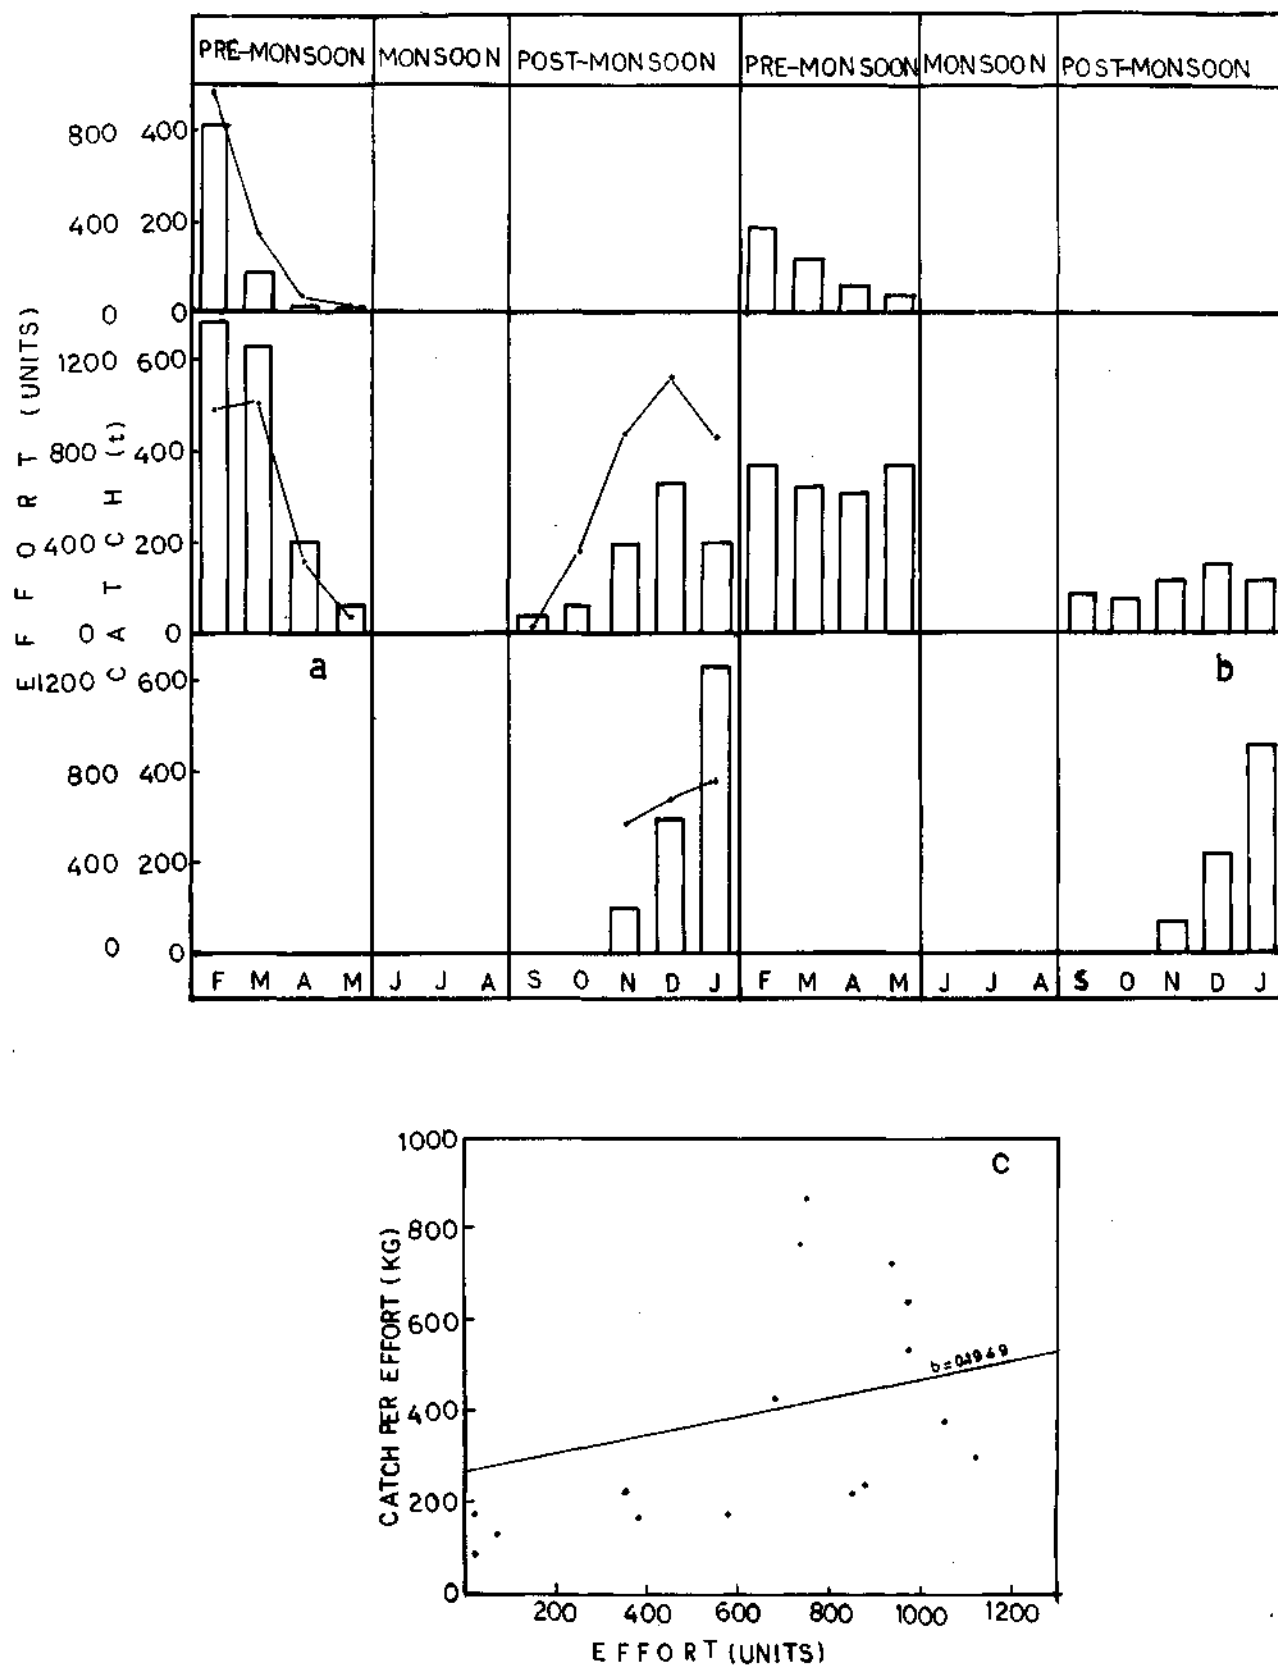 PRE-MONSOON MONSOON POST-MONSOON PRE-MONSOON MONSOON POST-MONSOON
800 400
400 200
0 0
1200 600
800 400
400 200
0 0
EFFORT (UNITS)
CATCH (t)
a b
1200 600
800 400
400 200
0 0
F M A M J J A S O N D J F M A M J J A S O N D J
1000
c
800
600
b=0.1949
400
200
0
CATCH PER EFFORT (KG)
200 400 600 800 1000 1200
EFFORT (UNITS)